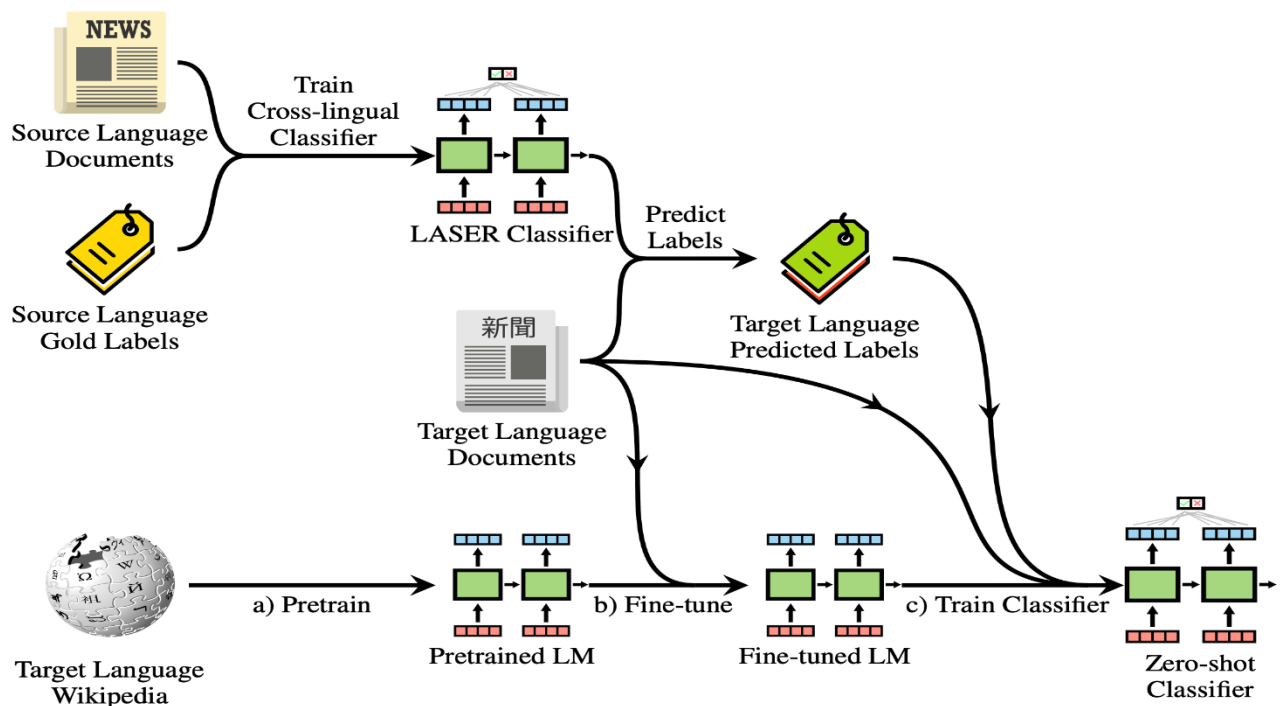 NEWS
Source Language
Documents
Train
Cross-lingual
Classifier
LASER Classifier
Source Language
Gold Labels
Predict
Labels
新聞
Target Language
Documents
Target Language
Predicted Labels
Target Language
Wikipedia
a) Pretrain
Pretrained LM
b) Fine-tune
Fine-tuned LM
c) Train Classifier
Zero-shot
Classifier